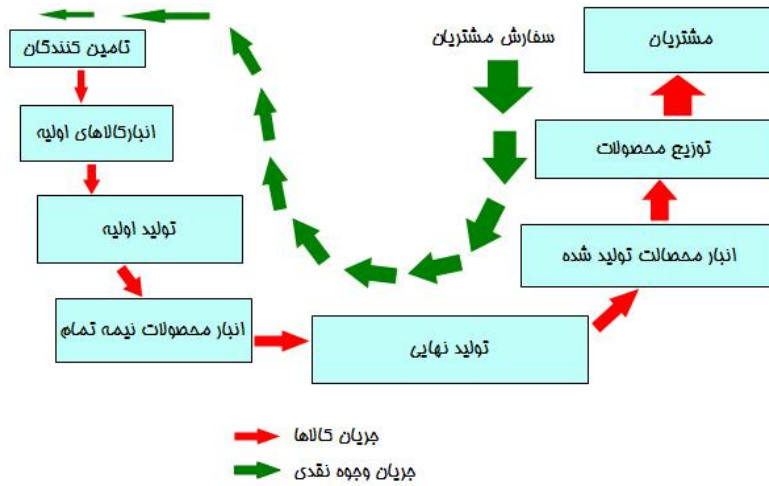 تامین کنندگان
سفارش مشتریان
مشتریان
انبارکالاهای اولیه
توزیع محصولات
تولید اولیه
انبار محصالت تولید شده
انبار محصولات نیمه تمام
تولید نهایی
جریان کالاها
جریان وجوه نقدی